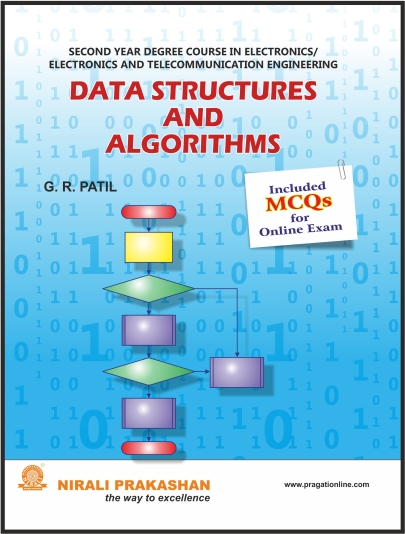 SECOND YEAR DEGREE COURSE IN ELECTRONICS/
ELECTRONICS AND TELECOMMUNICATION ENGINEERING
DATA STRUCTURES
AND
ALGORITHMS
G. R. PATIL
Included
MCQs
for
Online Exam
NIRALI PRAKASHAN
the way to excellence
www.pragationline.com